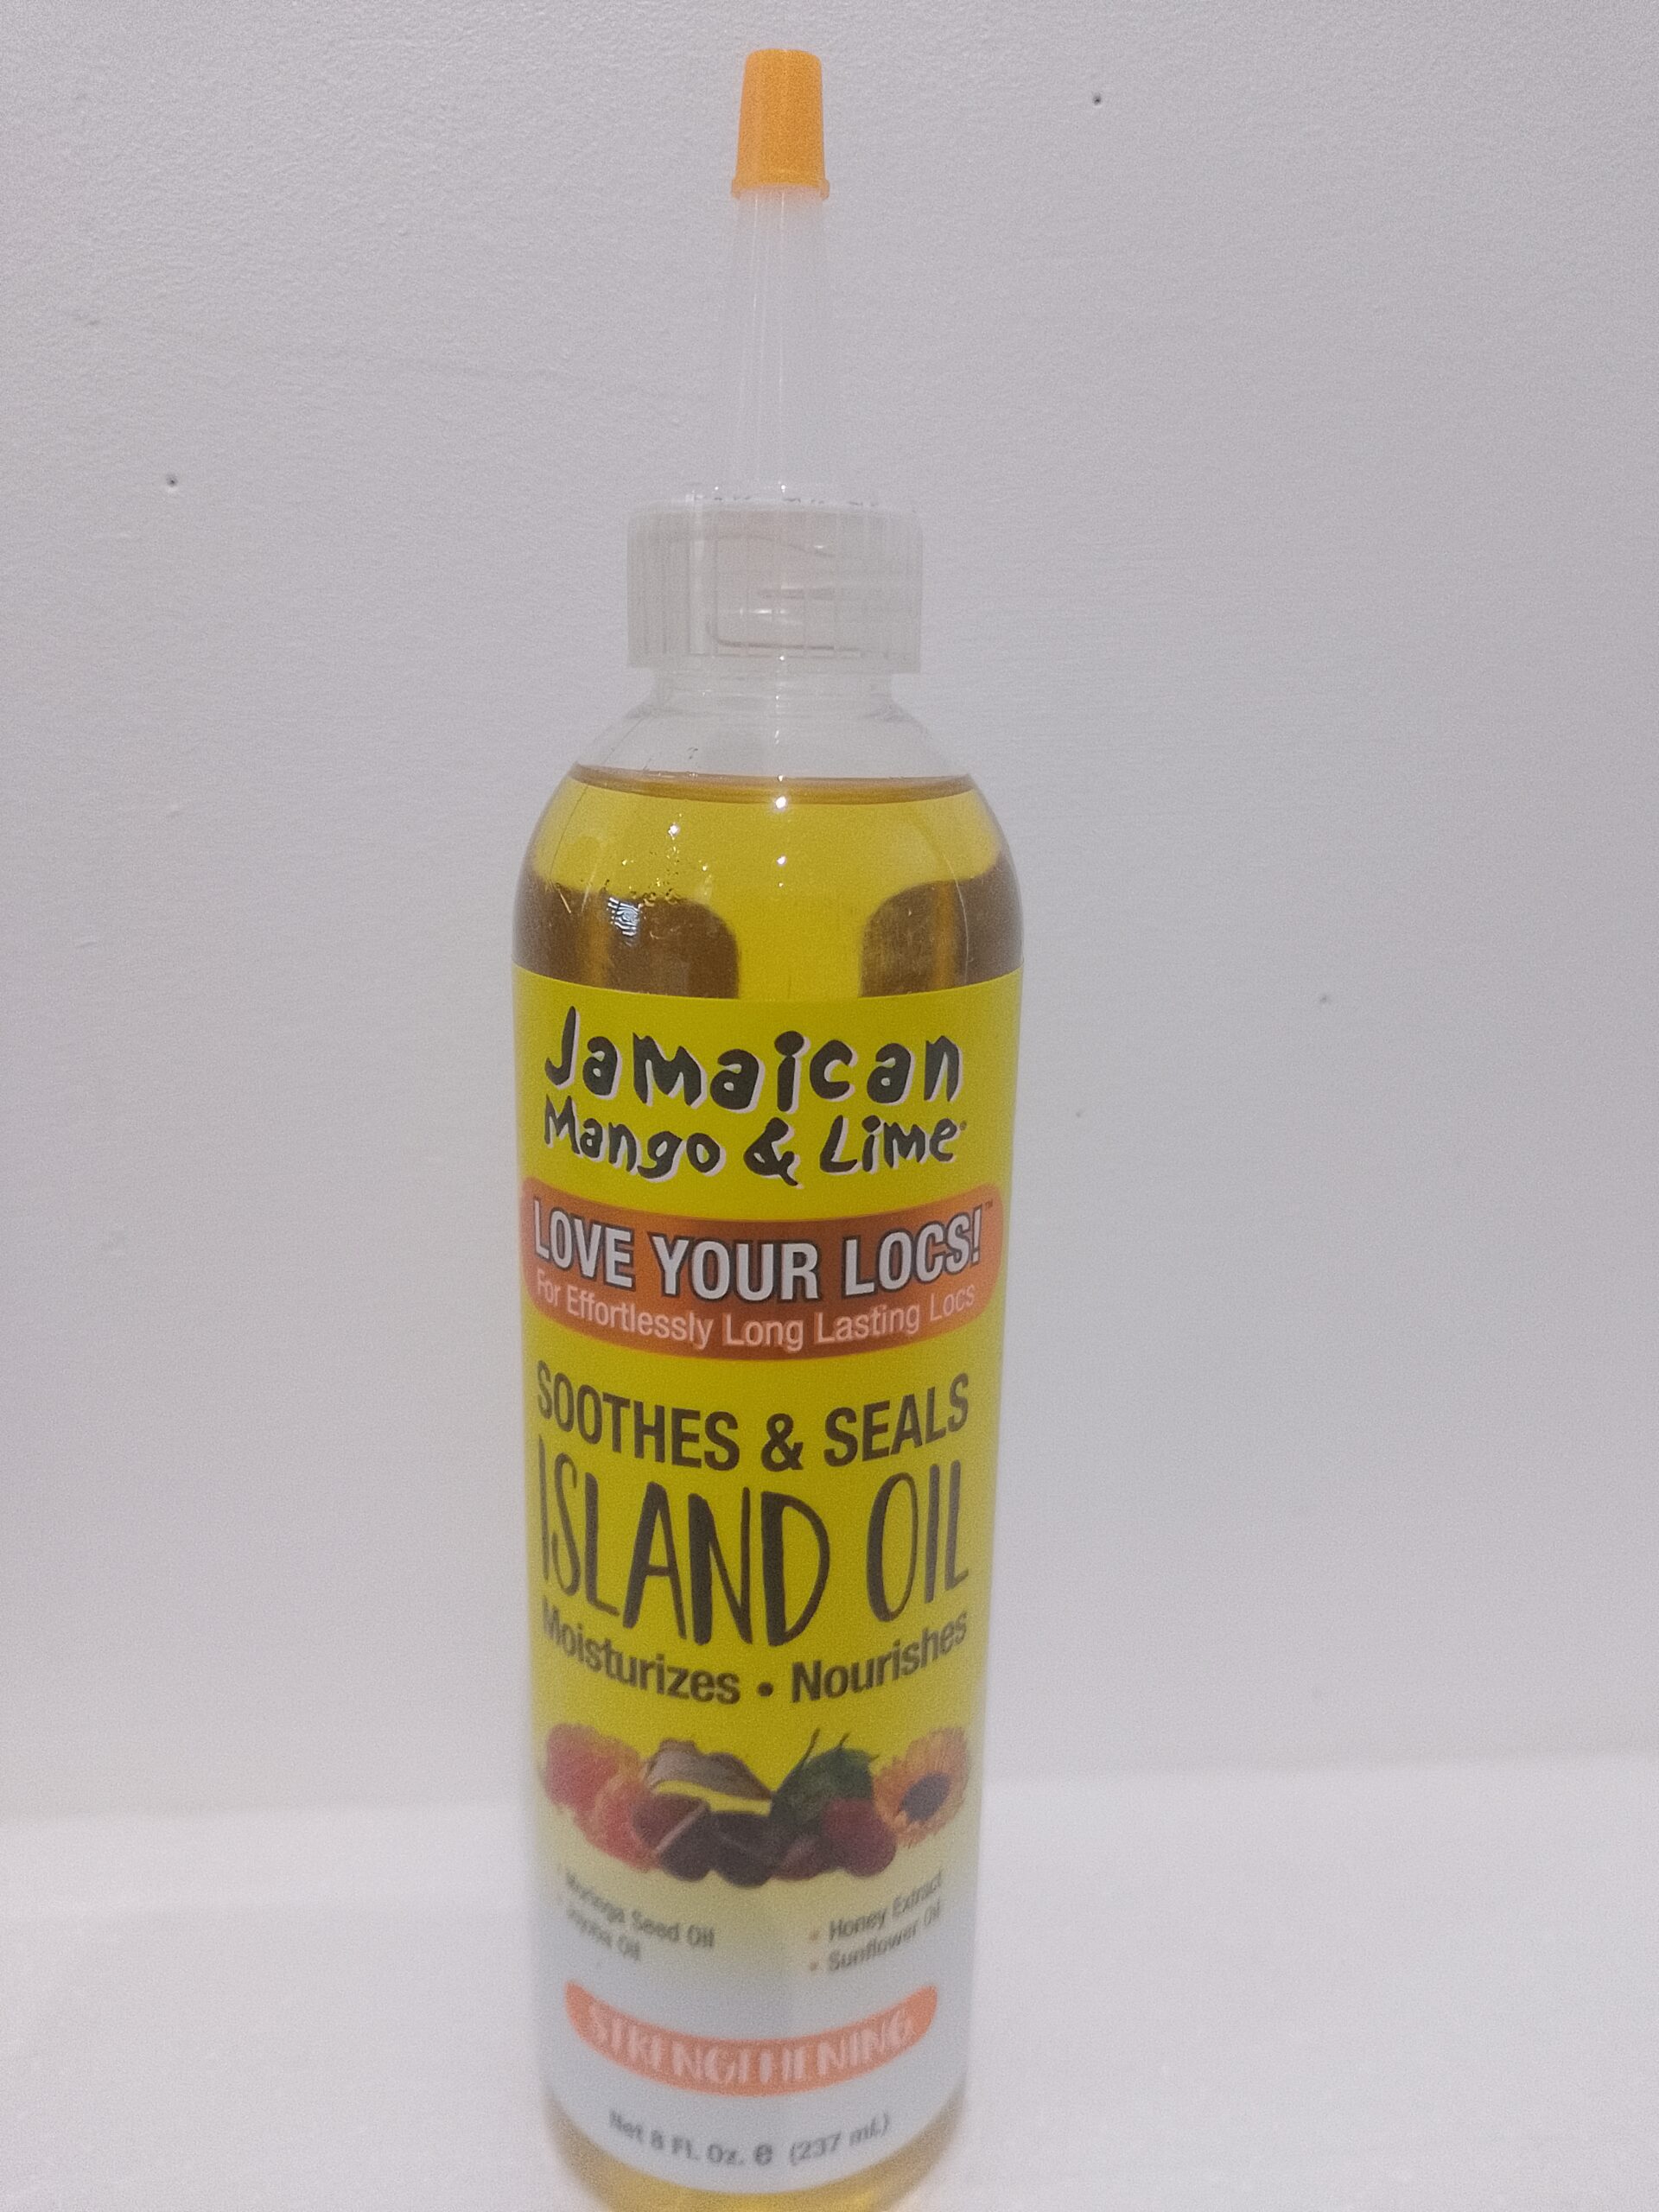 Jamaican
Mango & Lime
LOVE YOUR LOCS!™
For Effortlessly Long Lasting Locs
SOOTHES & SEALS
ISLAND OIL
Moisturizes • Nourishes
• Moringa Seed Oil
• Jojoba Oil
• Honey Extract
• Sunflower Oil
STRENGTHENING
Net 8 Fl. Oz. e (237 mL)